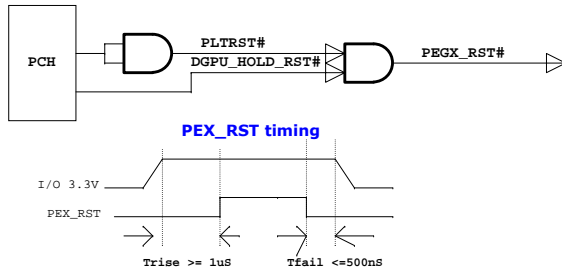 PCH
PLTRST#
DGPU_HOLD_RST#
PEGX_RST#
PEX_RST timing
I/O 3.3V
PEX_RST
Trise >= 1uS
Tfail <=500nS